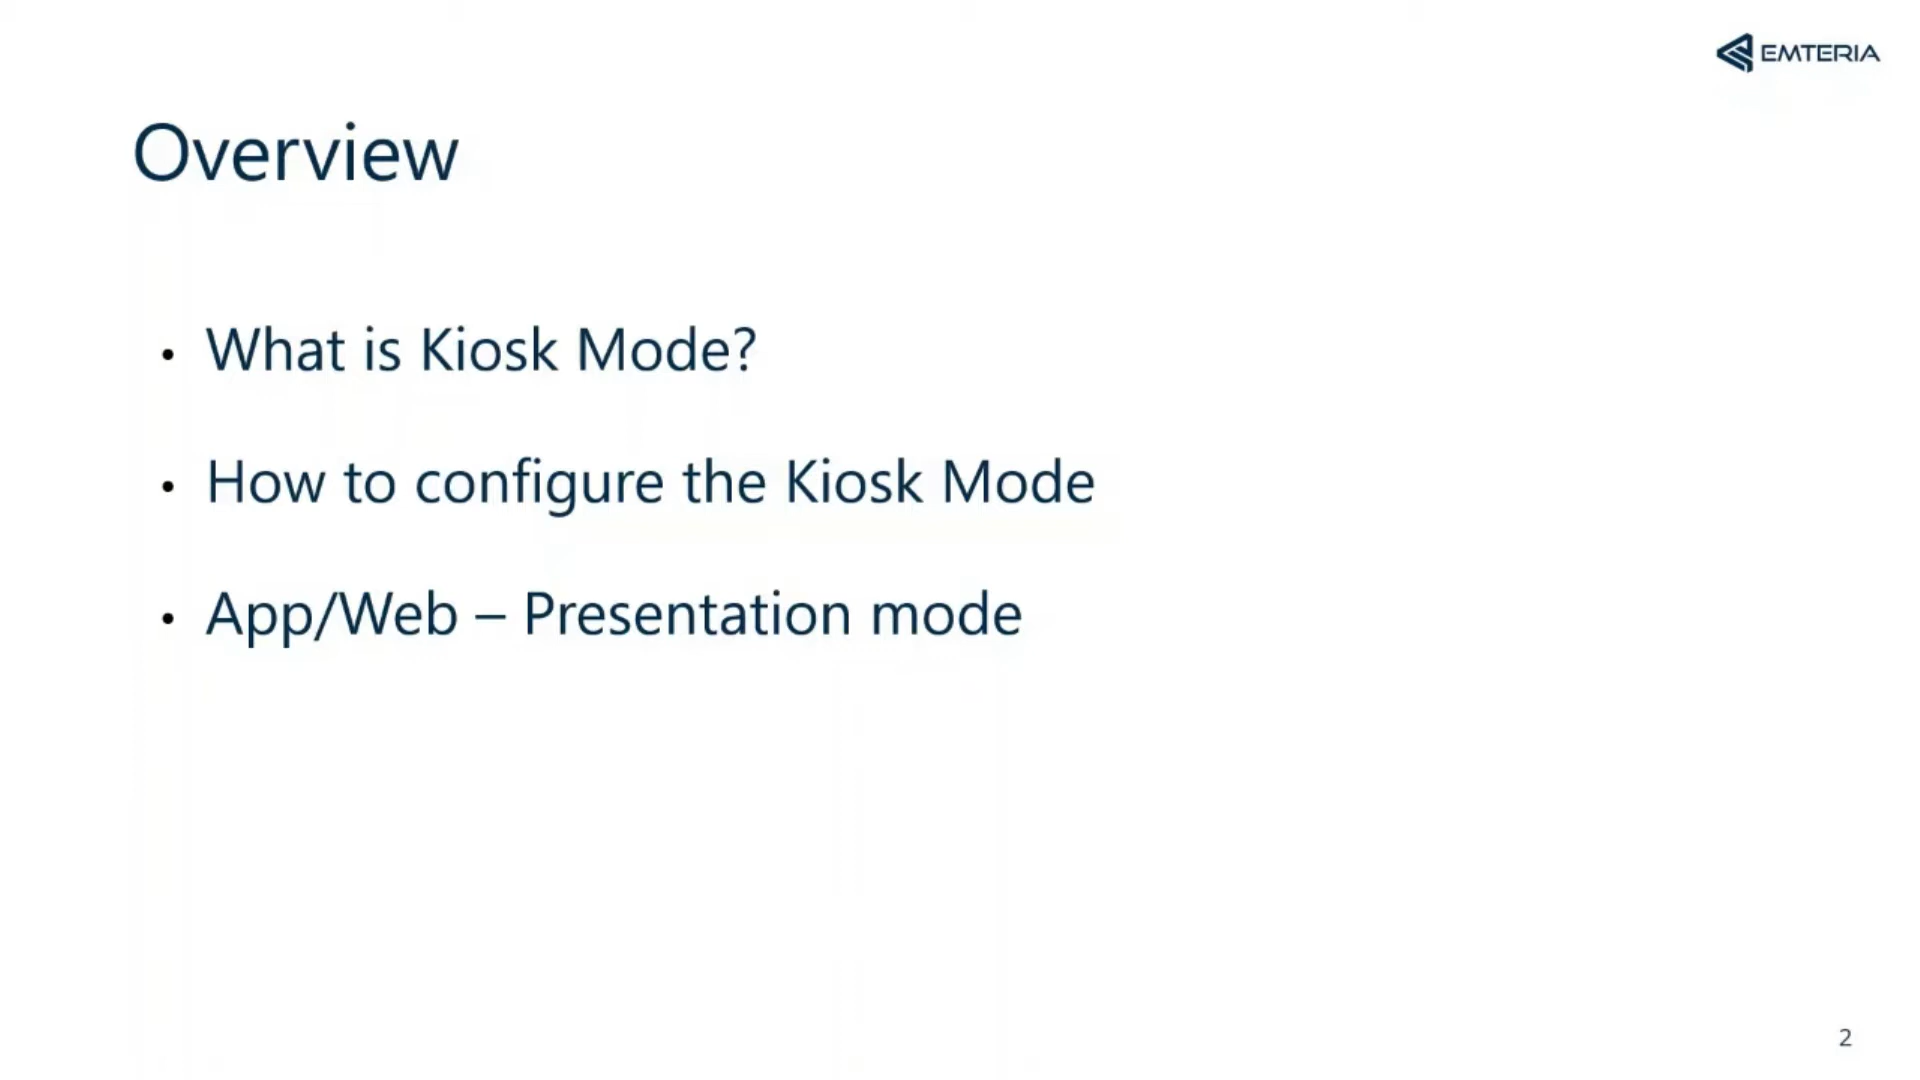 EMTERIA
Overview
• What is Kiosk Mode?
• How to configure the Kiosk Mode
• App/Web – Presentation mode
2